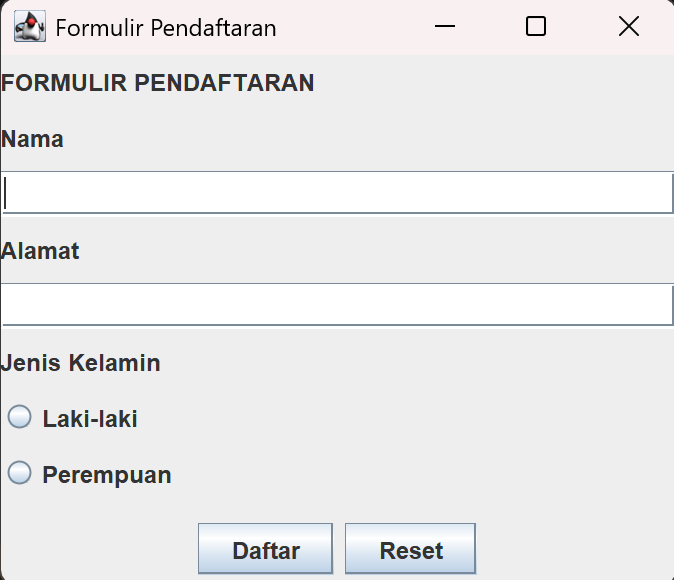 Formulir Pendaftaran
FORMULIR PENDAFTARAN
Nama
Alamat
Jenis Kelamin
Laki-laki
Perempuan
Daftar Reset